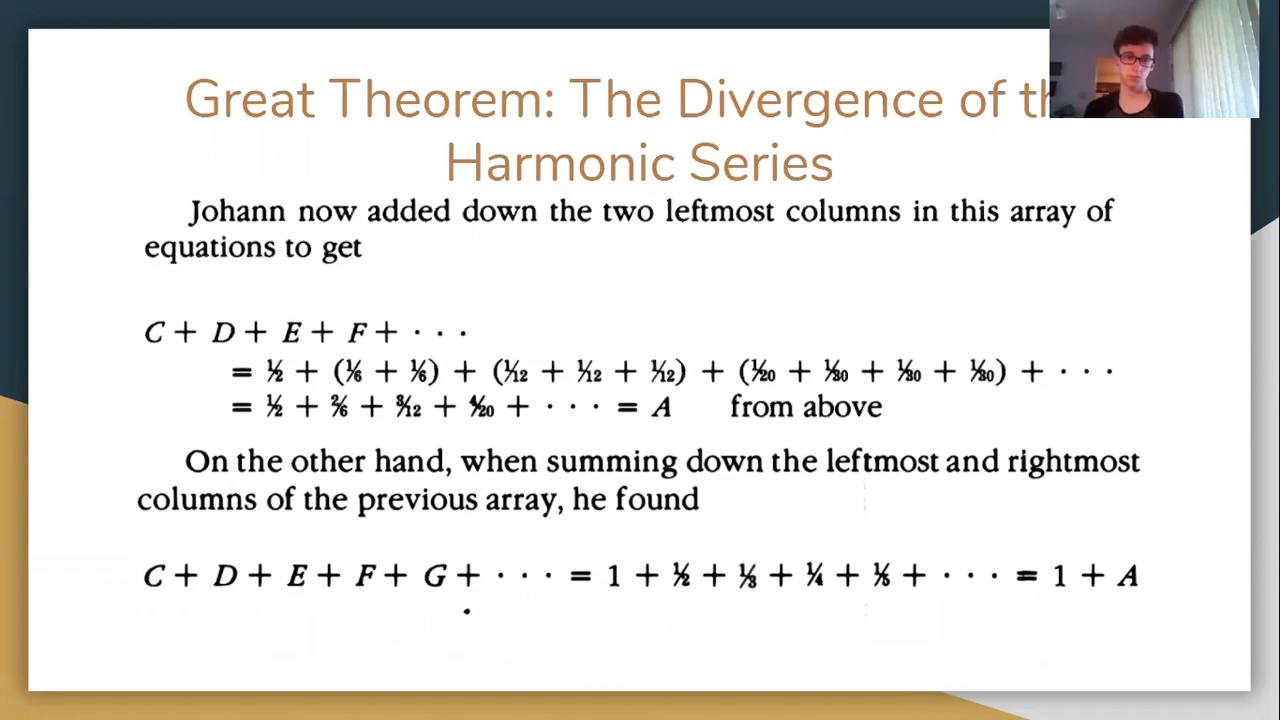 Great Theorem: The Divergence of th
Harmonic Series
Johann now added down the two leftmost columns in this array of
equations to get
C + D + E + F + · · ·
= ½ + (⅙ + ⅙) + (1/12 + 1/12 + 1/12) + (1/20 + 1/20 + 1/20 + 1/20) + · · ·
= ½ + 2/6 + 3/12 + 4/20 + · · · = A from above
On the other hand, when summing down the leftmost and rightmost
columns of the previous array, he found
C + D + E + F + G + · · · = 1 + ½ + ⅓ + ¼ + ⅕ + · · · = 1 + A